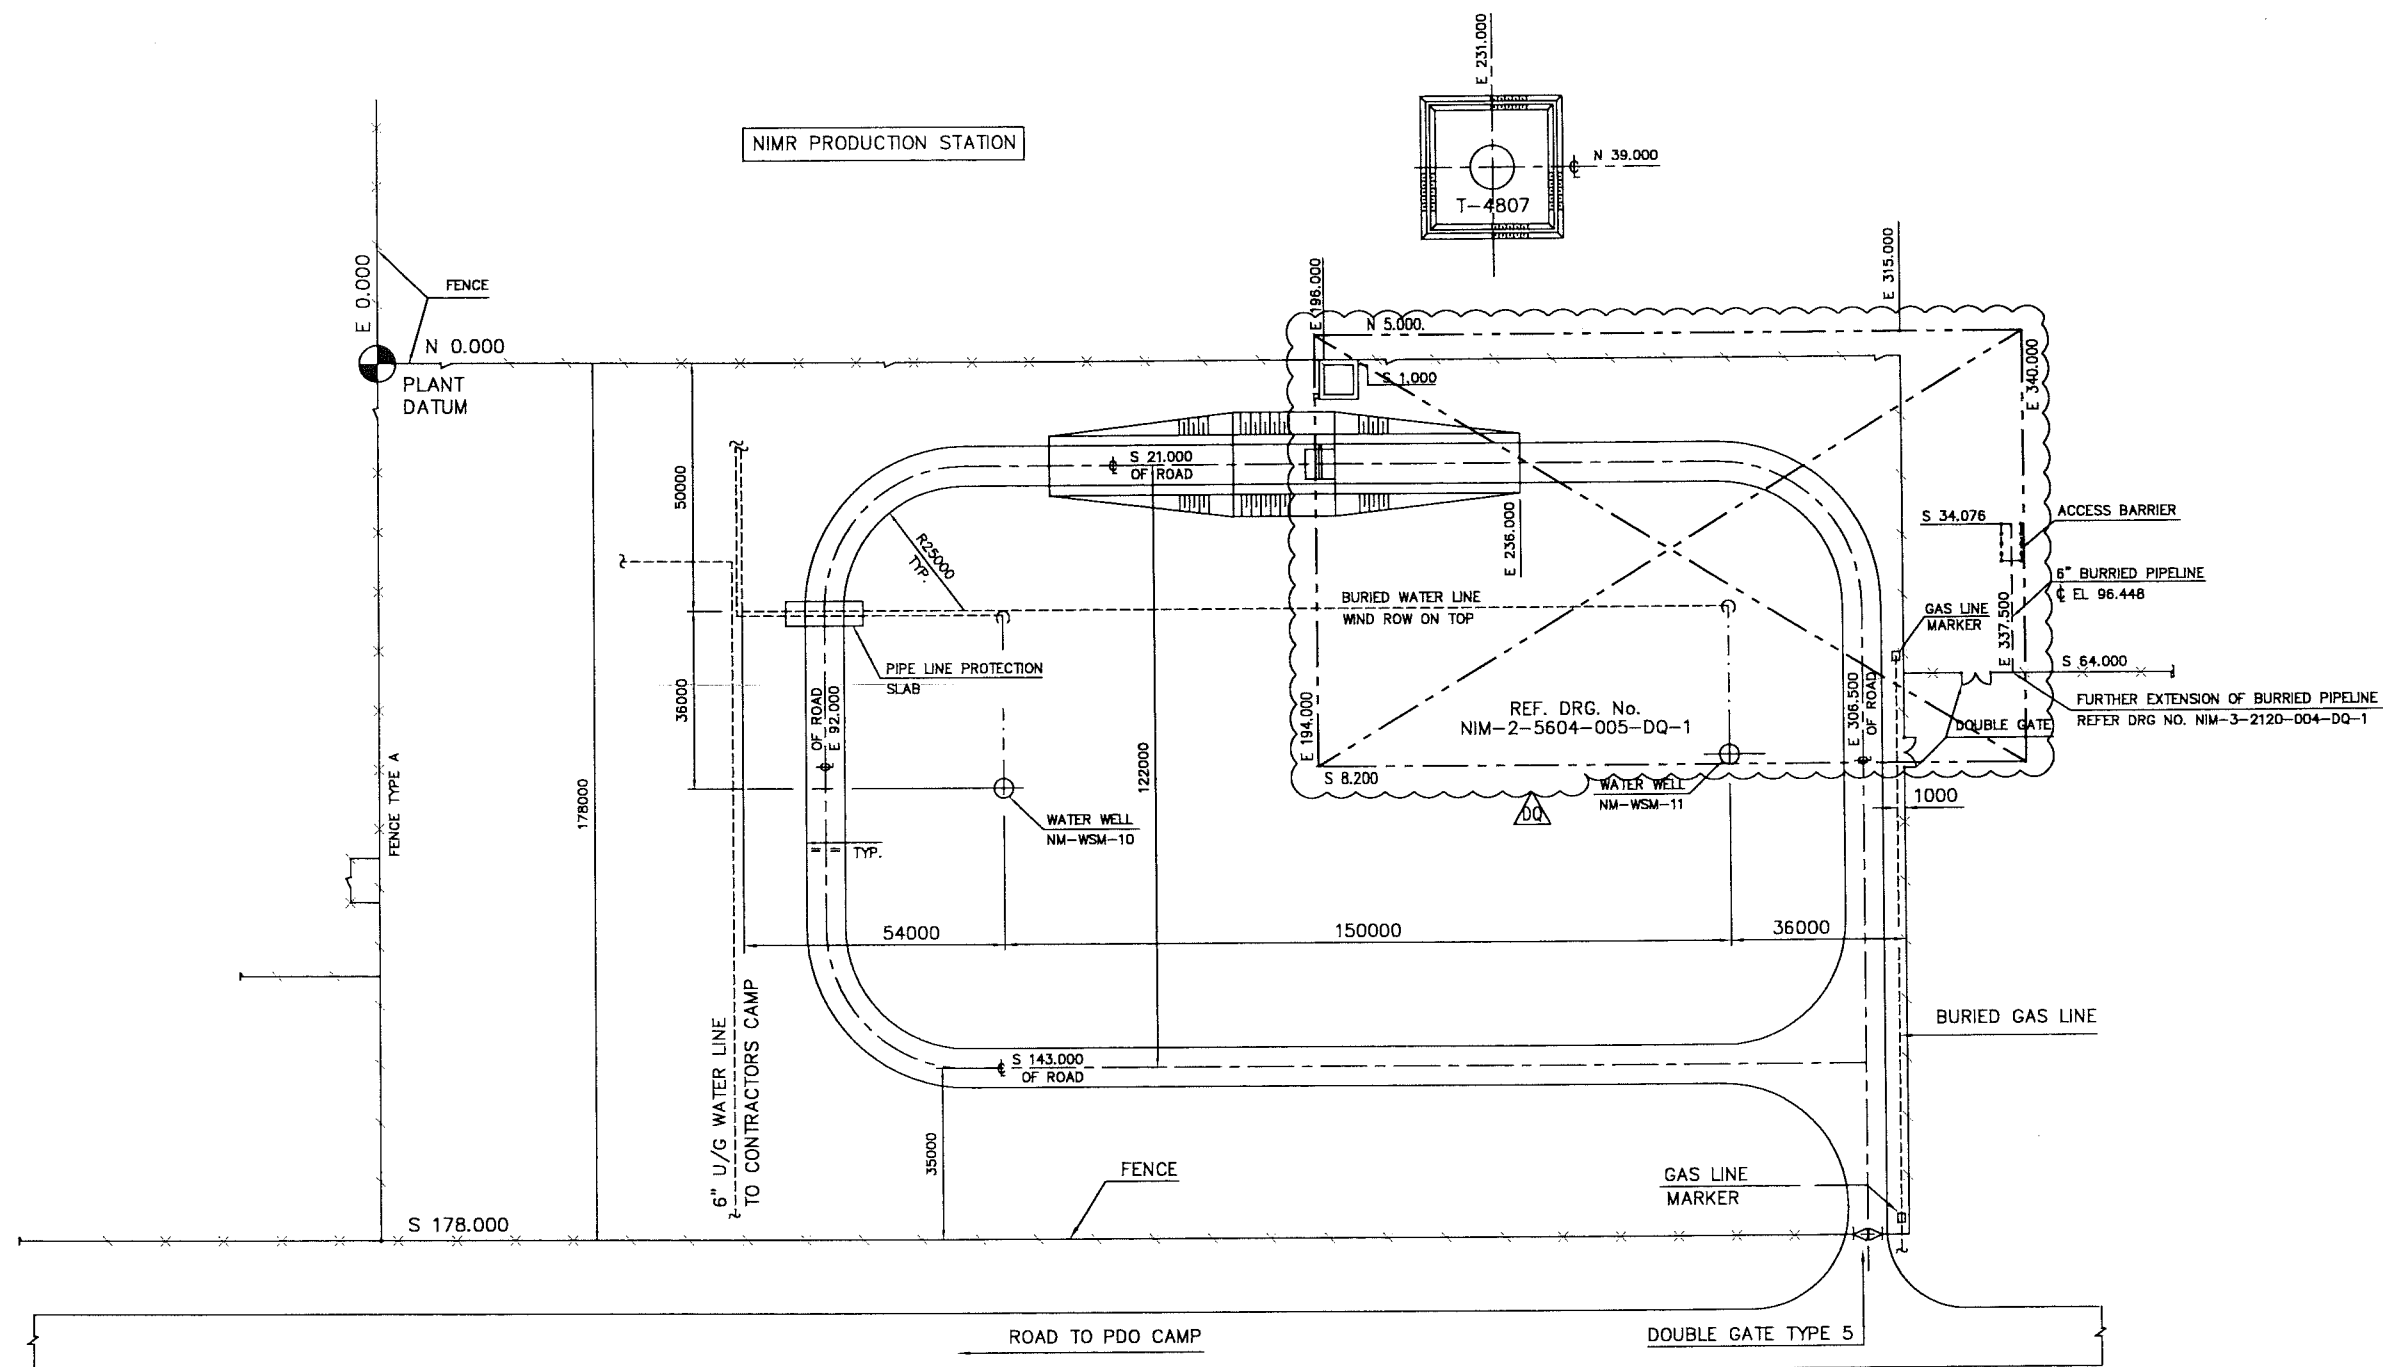 E 231.000
NIMR PRODUCTION STATION
N 39.000
T-4807
E 0.000
FENCE
E 196.000
E 315.000
N 5.000.
N 0.000
PLANT
DATUM
S 1.000
E 340.000
S 21.000
OF ROAD
50000
R25000
TYP.
E 236.000
S 34.076
ACCESS BARRIER
6" BURRIED PIPELINE
℄ EL 96.448
BURIED WATER LINE
WIND ROW ON TOP
GAS LINE
MARKER
E 337.500
S 64.000
PIPE LINE PROTECTION
SLAB
36000
OF ROAD
E 92.000
E 194.000
REF. DRG. No.
NIM-2-5604-005-DQ-1
E 306.500
OF ROAD
FURTHER EXTENSION OF BURRIED PIPELINE
REFER DRG NO. NIM-3-2120-004-DQ-1
DOUBLE GATE
S 8.200
WATER WELL
NM-WSM-11
DQ
1000
FENCE TYPE A
178000
122000
WATER WELL
NM-WSM-10
= = TYP.
54000
150000
36000
6" U/G WATER LINE
TO CONTRACTORS CAMP
BURIED GAS LINE
℄ S 143.000
OF ROAD
35000
FENCE
GAS LINE
MARKER
S 178.000
ROAD TO PDO CAMP
DOUBLE GATE TYPE 5